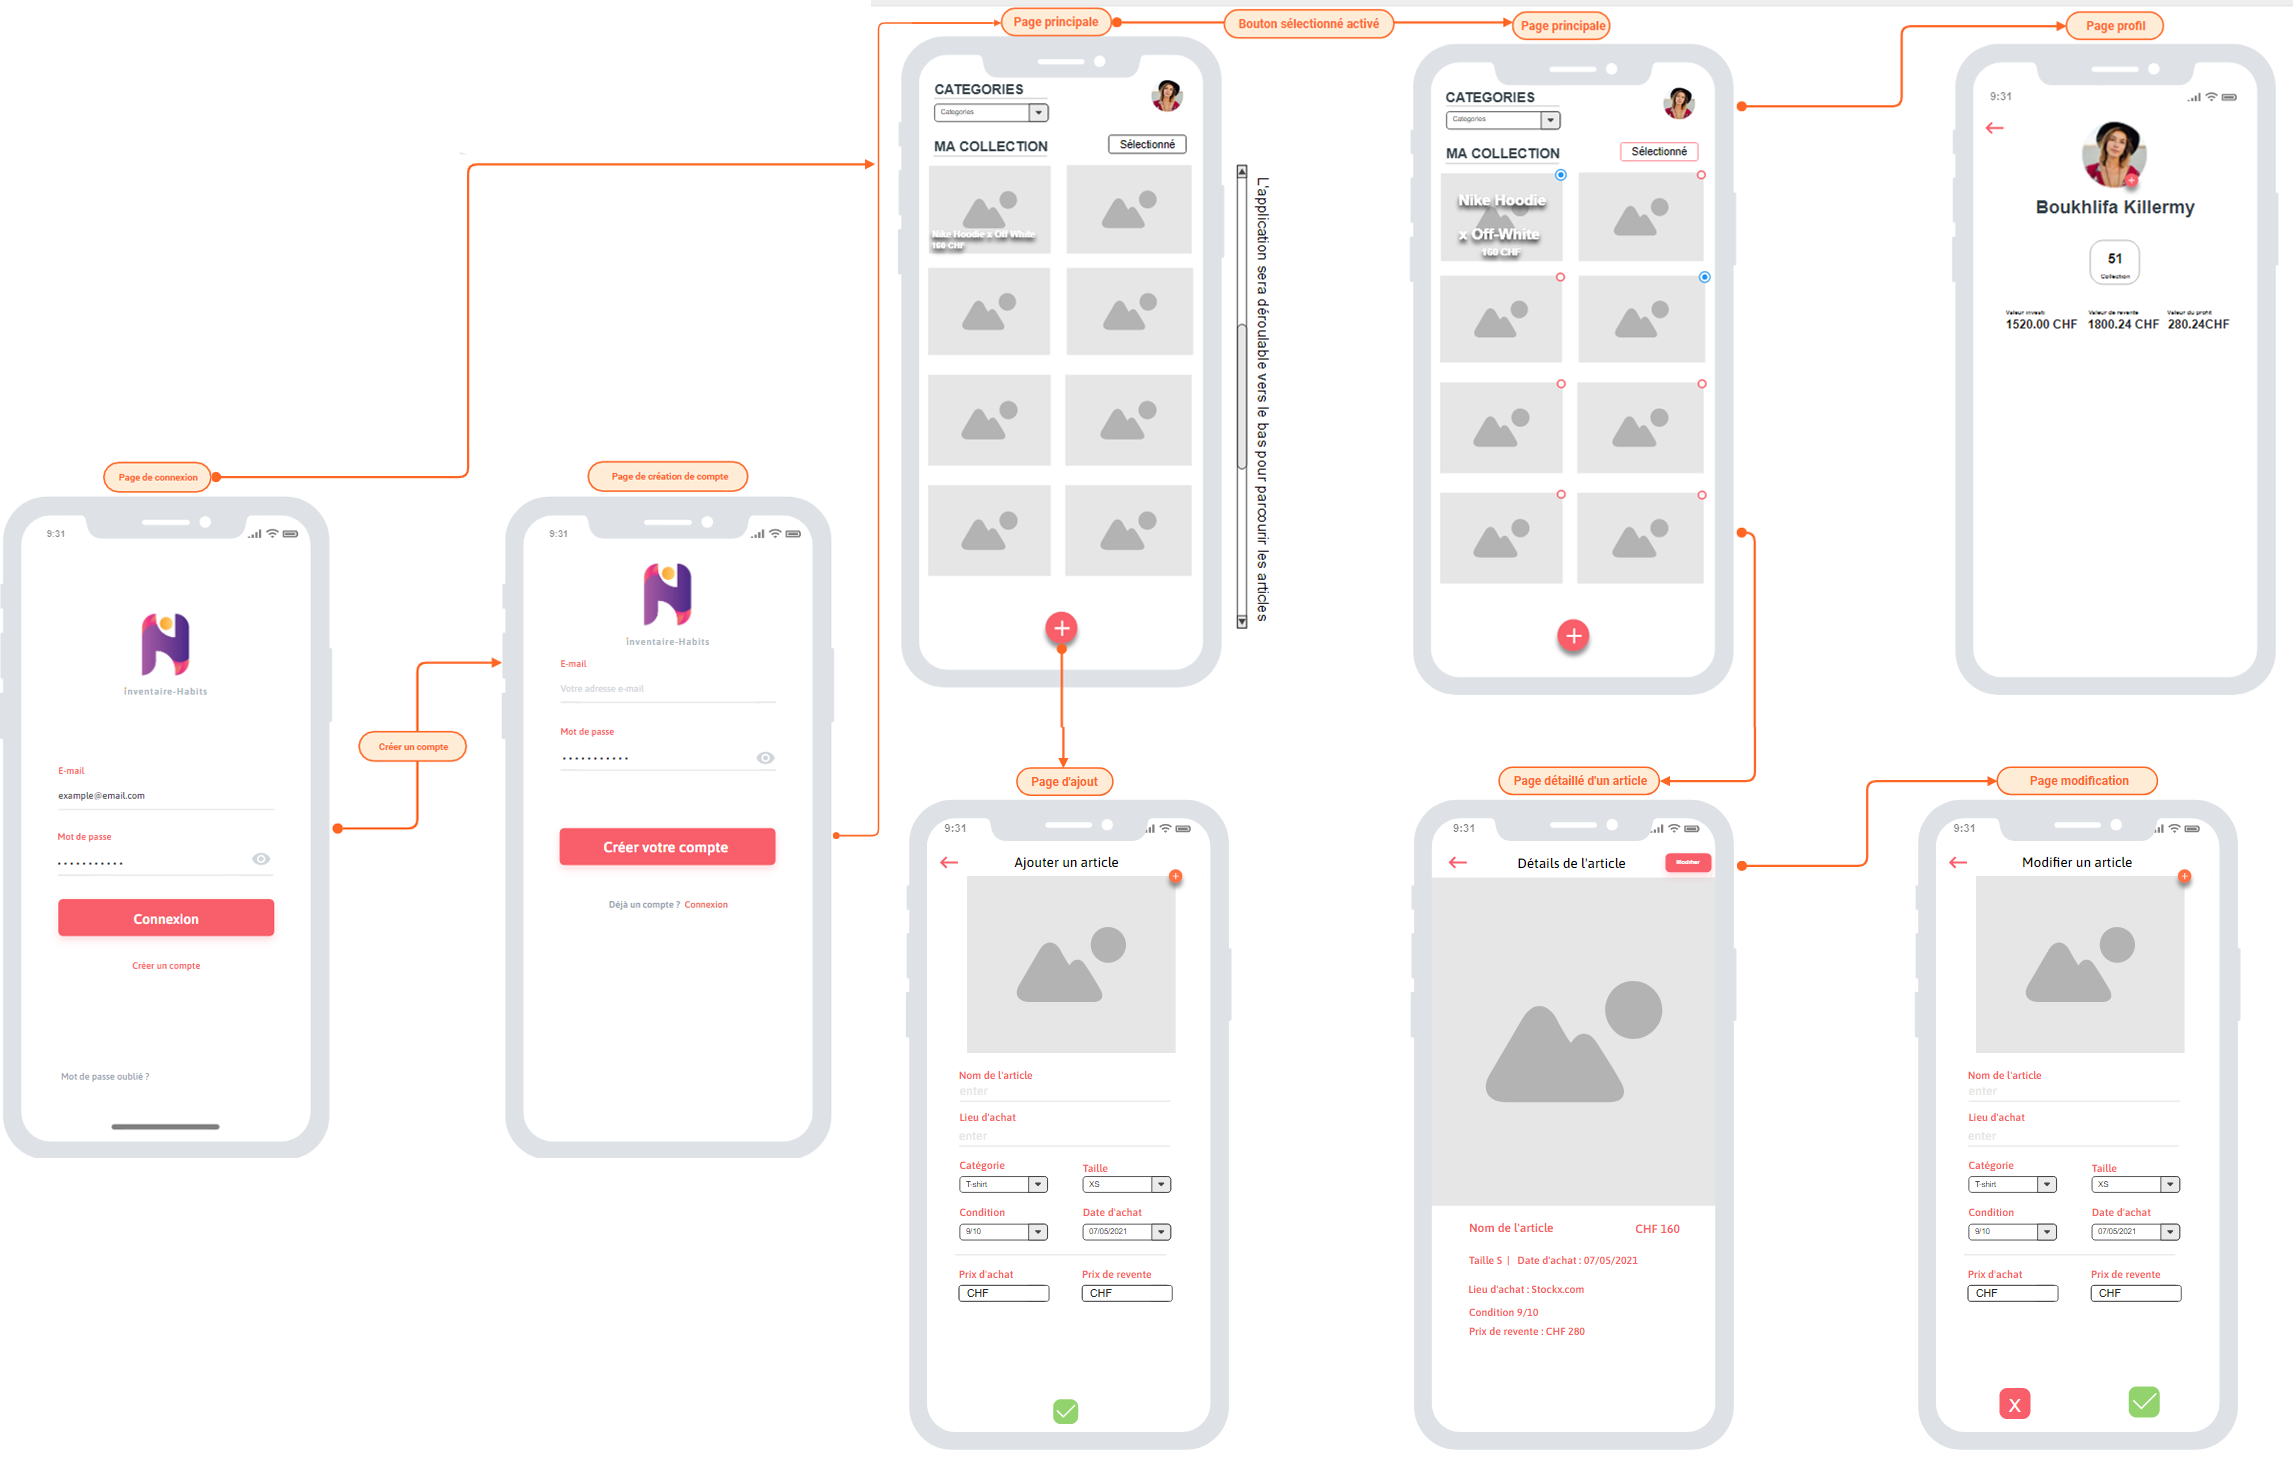 Page principale
Bouton sélectionné activé
Page principale
Page profil
CATEGORIES
Categories
MA COLLECTION
Sélectionné
Nike Hoodie x Off White
160 CHF
L'application sera déroulable vers le bas pour parcourir les articles
CATEGORIES
Categories
MA COLLECTION
Sélectionné
Nike Hoodie
x Off-White
160 CHF
9:31
Boukhlifa Killermy
51
Collection
Valeur investi
1520.00 CHF
Valeur de revente
1800.24 CHF
Valeur du profit
280.24CHF
Page de connexion
9:31
Inventaire-Habits
E-mail
example@email.com
Mot de passe
Connexion
Créer un compte
Mot de passe oublié ?
Créer un compte
Page de création de compte
9:31
Inventaire-Habits
E-mail
Votre adresse e-mail
Mot de passe
Créer votre compte
Déjà un compte ? Connexion
Page d'ajout
9:31
Ajouter un article
Nom de l'article
enter
Lieu d'achat
enter
Catégorie
T-shirt
Taille
XS
Condition
9/10
Date d'achat
07/05/2021
Prix d'achat
CHF
Prix de revente
CHF
Page détaillé d'un article
9:31
Détails de l'article
Modifier
Nom de l'article
CHF 160
Taille S | Date d'achat : 07/05/2021
Lieu d'achat : Stockx.com
Condition 9/10
Prix de revente : CHF 280
Page modification
9:31
Modifier un article
Nom de l'article
enter
Lieu d'achat
enter
Catégorie
T-shirt
Taille
XS
Condition
9/10
Date d'achat
07/05/2021
Prix d'achat
CHF
Prix de revente
CHF
X